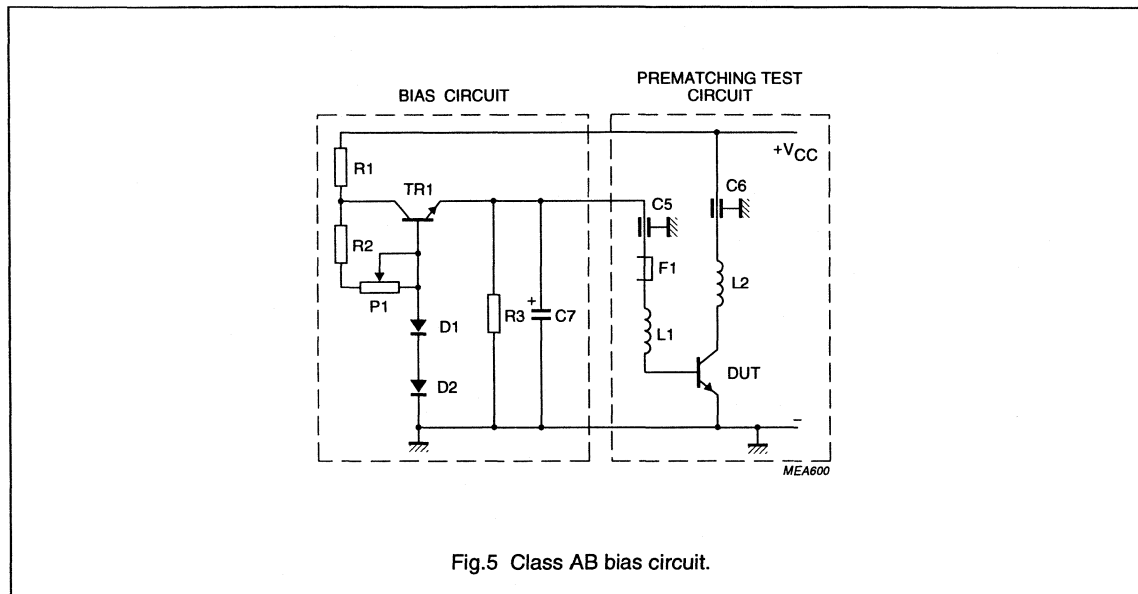 BIAS CIRCUIT
PREMATCHING TEST
CIRCUIT
+VCC
R1
TR1
C5
C6
R2
F1
P1
L2
D1
R3
+
C7
L1
D2
DUT
–
MEA600
Fig.5 Class AB bias circuit.